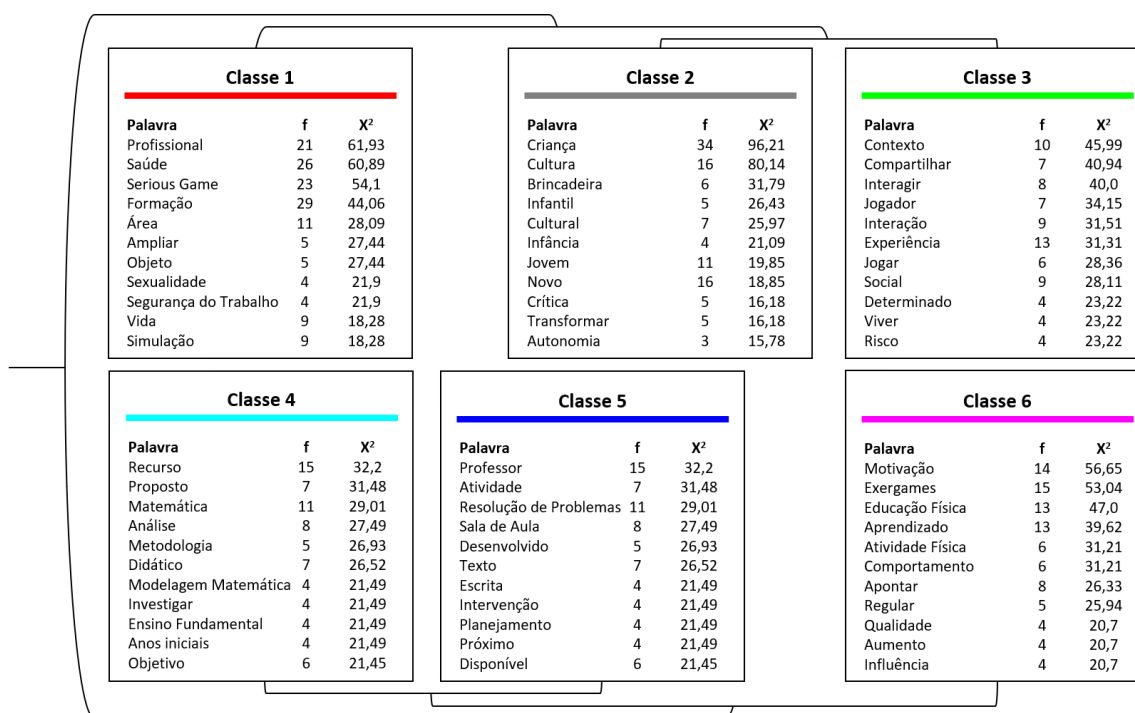 Classe 1
Palavra f X²
Profissional 21 61,93
Saúde 26 60,89
Serious Game 23 54,1
Formação 29 44,06
Área 11 28,09
Ampliar 5 27,44
Objeto 5 27,44
Sexualidade 4 21,9
Segurança do Trabalho 4 21,9
Vida 9 18,28
Simulação 9 18,28
Classe 2
Palavra f X²
Criança 34 96,21
Cultura 16 80,14
Brincadeira 6 31,79
Infantil 5 26,43
Cultural 7 25,97
Infância 4 21,09
Jovem 11 19,85
Novo 16 18,85
Crítica 5 16,18
Transformar 5 16,18
Autonomia 3 15,78
Classe 3
Palavra f X²
Contexto 10 45,99
Compartilhar 7 40,94
Interagir 8 40,0
Jogador 7 34,15
Interação 9 31,51
Experiência 13 31,31
Jogar 6 28,36
Social 9 28,11
Determinado 4 23,22
Viver 4 23,22
Risco 4 23,22
Classe 4
Palavra f X²
Recurso 15 32,2
Proposto 7 31,48
Matemática 11 29,01
Análise 8 27,49
Metodologia 5 26,93
Didático 7 26,52
Modelagem Matemática 4 21,49
Investigar 4 21,49
Ensino Fundamental 4 21,49
Anos iniciais 4 21,49
Objetivo 6 21,45
Classe 5
Palavra f X²
Professor 15 32,2
Atividade 7 31,48
Resolução de Problemas 11 29,01
Sala de Aula 8 27,49
Desenvolvido 5 26,93
Texto 7 26,52
Escrita 4 21,49
Intervenção 4 21,49
Planejamento 4 21,49
Próximo 4 21,49
Disponível 6 21,45
Classe 6
Palavra f X²
Motivação 14 56,65
Exergames 15 53,04
Educação Física 13 47,0
Aprendizado 13 39,62
Atividade Física 6 31,21
Comportamento 6 31,21
Apontar 8 26,33
Regular 5 25,94
Qualidade 4 20,7
Aumento 4 20,7
Influência 4 20,7